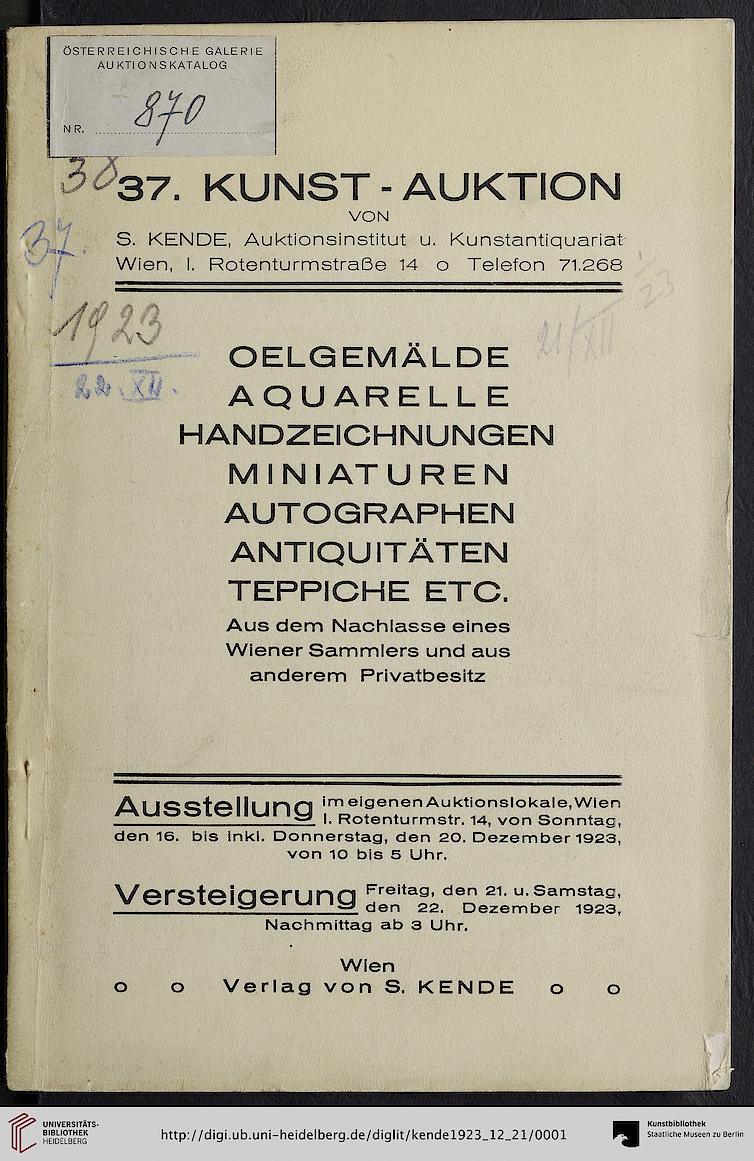 ÖSTERREICHISCHE GALERIE
AUKTIONSKATALOG
NR. 870
38
37. KUNST-AUKTION
VON
S. KENDE, Auktionsinstitut u. Kunstantiquariat
Wien, I. Rotenturmstraße 14 o Telefon 71.268
37.
1923
22. XII.
21/XII 23
OELGEMÄLDE
AQUARELLE
HANDZEICHNUNGEN
MINIATUREN
AUTOGRAPHEN
ANTIQUITÄTEN
TEPPICHE ETC.
Aus dem Nachlasse eines
Wiener Sammlers und aus
anderem Privatbesitz
Ausstellung im eigenen Auktionslokale, Wien
I. Rotenturmstr. 14, von Sonntag,
den 16. bis inkl. Donnerstag, den 20. Dezember 1923,
von 10 bis 5 Uhr.
Versteigerung Freitag, den 21. u. Samstag,
den 22. Dezember 1923,
Nachmittag ab 3 Uhr.
Wien
o o Verlag von S. KENDE o o
UNIVERSITÄTS-
BIBLIOTHEK
HEIDELBERG
http://digi.ub.uni-heidelberg.de/diglit/kende1923_12_21/0001
Kunstbibliothek
Staatliche Museen zu Berlin